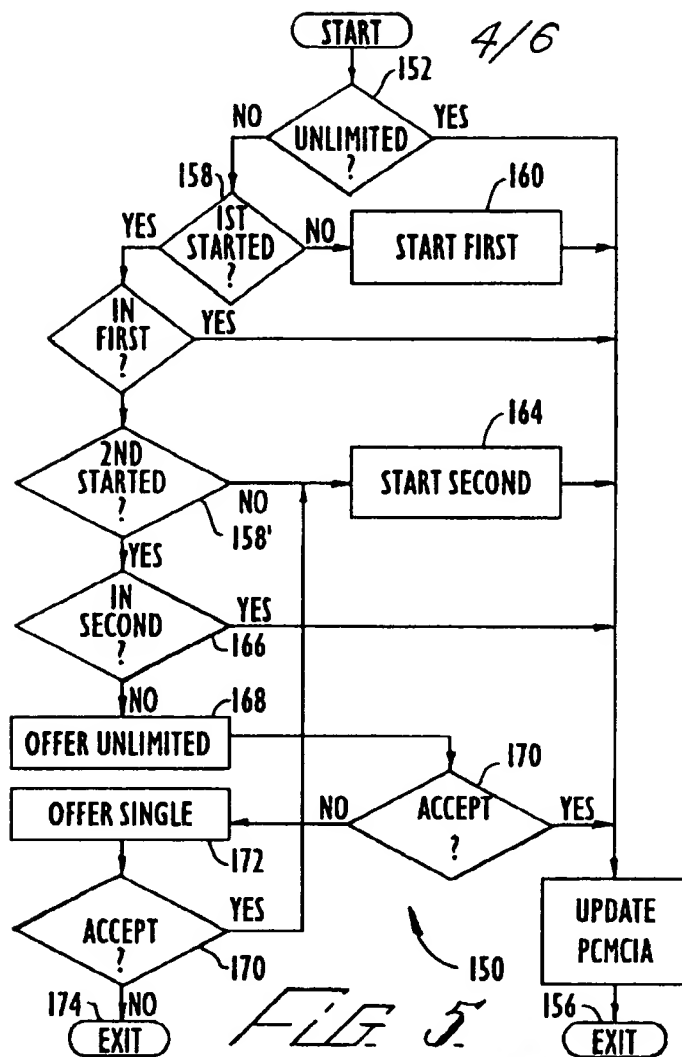 START
4/6
152
NO
YES
UNLIMITED
?
158
160
YES
1ST
STARTED
?
NO
START FIRST
IN
FIRST
?
YES
164
2ND
STARTED
?
NO
START SECOND
158'
YES
IN
SECOND
?
YES
166
NO
168
OFFER UNLIMITED
170
NO
ACCEPT
?
YES
OFFER SINGLE
172
YES
ACCEPT
?
170
UPDATE
PCMCIA
150
174
NO
EXIT
FIG. 5
156
EXIT